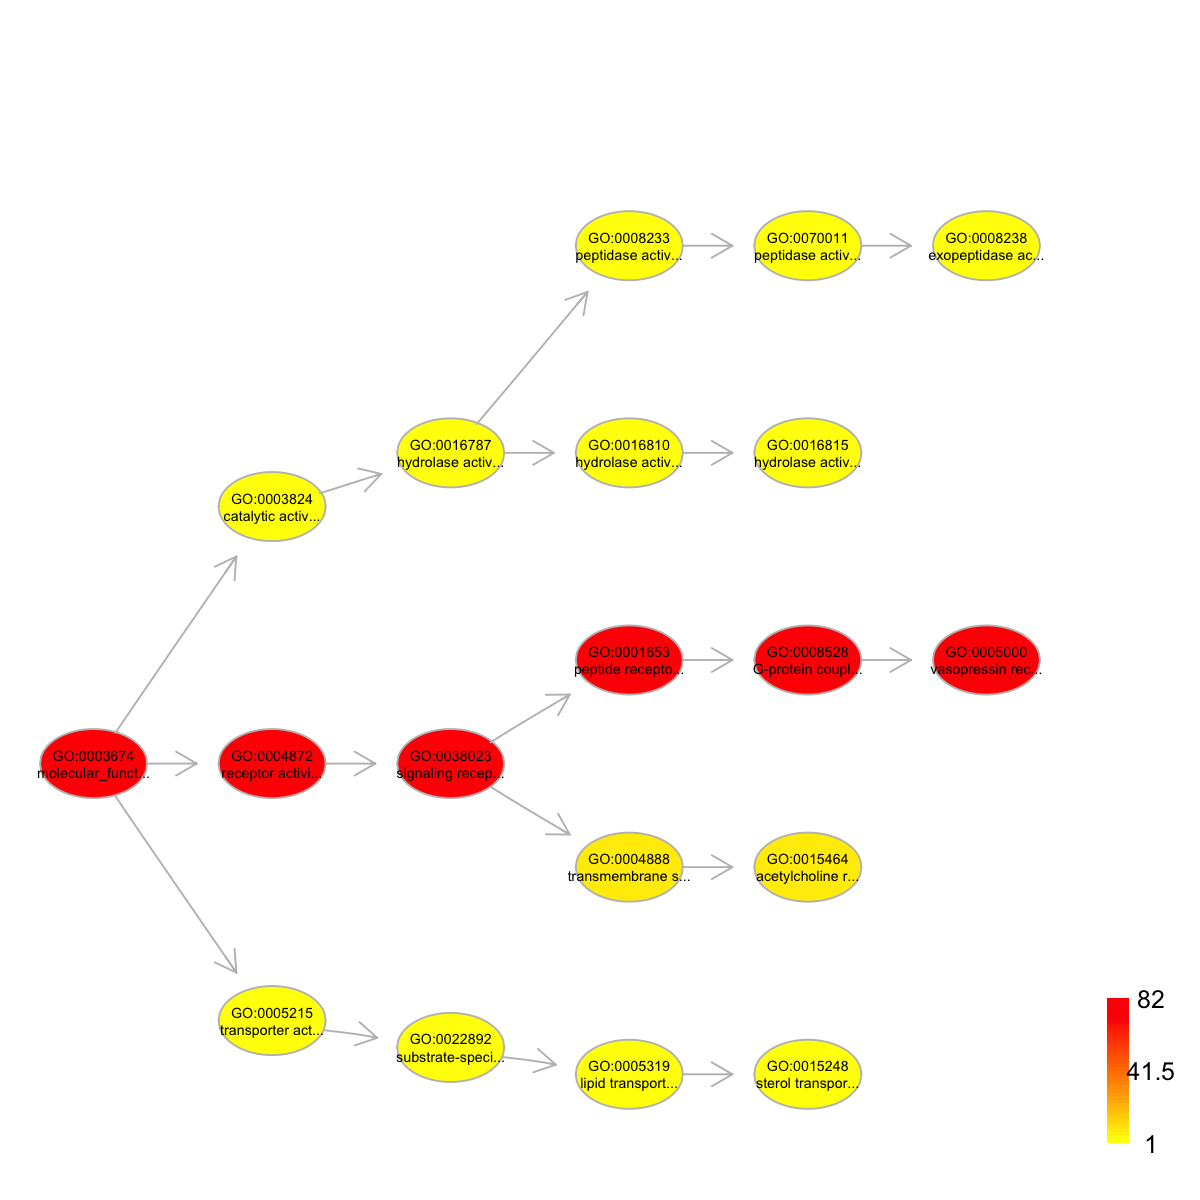 GO:0008233
peptidase activ...
GO:0070011
peptidase activ...
GO:0008238
exopeptidase ac...
GO:0016787
hydrolase activ...
GO:0016810
hydrolase activ...
GO:0016815
hydrolase activ...
GO:0003824
catalytic activ...
GO:0001653
peptide recepto...
GO:0008528
G-protein coupl...
GO:0005000
vasopressin rec...
GO:0003674
molecular_funct...
GO:0004872
receptor activi...
GO:0038023
signaling recep...
GO:0004888
transmembrane s...
GO:0015464
acetylcholine r...
GO:0005215
transporter act...
GO:0022892
substrate-speci...
GO:0005319
lipid transport...
GO:0015248
sterol transpor...
82
41.5
1